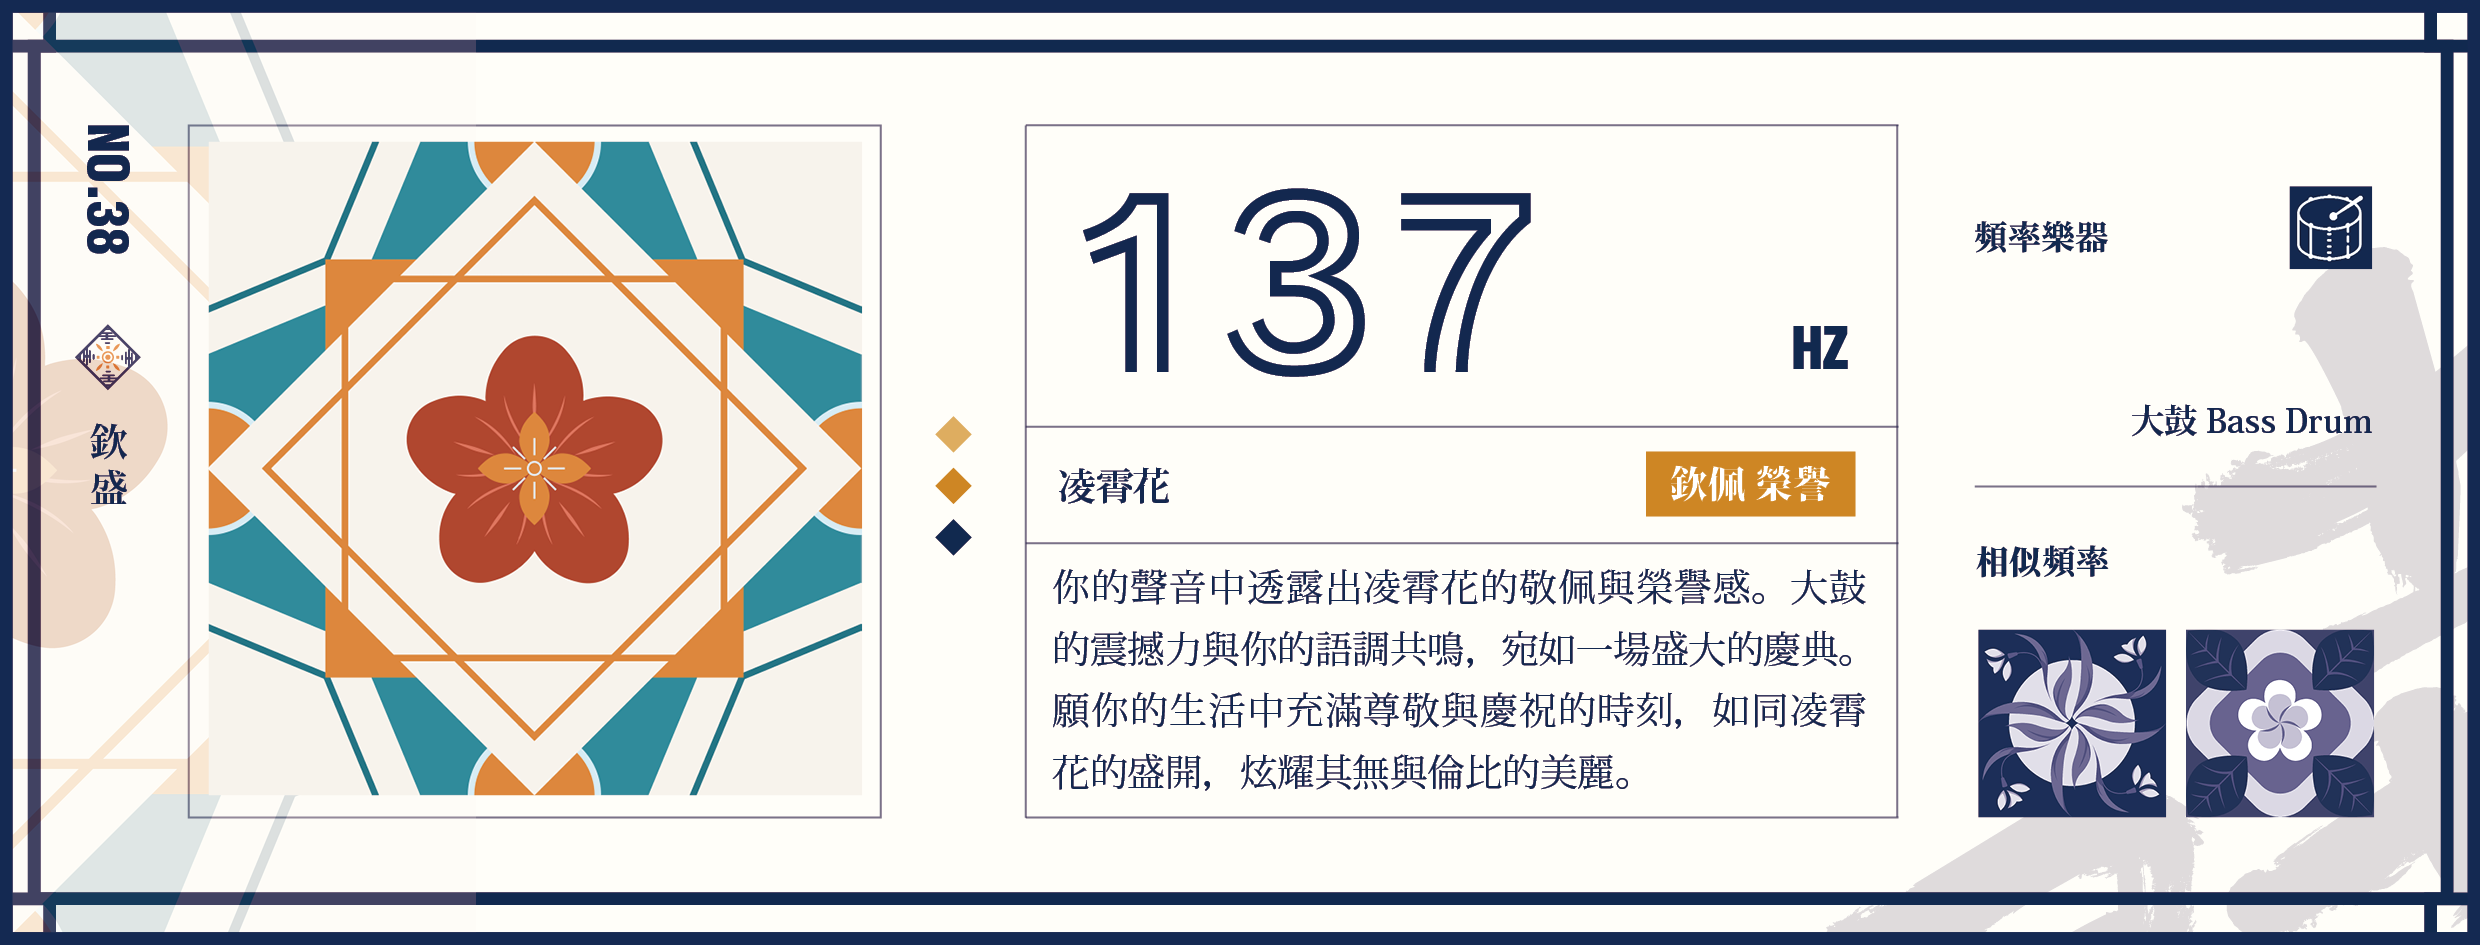 NO.38
欽盛
137
HZ
凌霄花
欽佩 榮譽
你的聲音中透露出凌霄花的敬佩與榮譽感。大鼓
的震撼力與你的語調共鳴，宛如一場盛大的慶典。
願你的生活中充滿尊敬與慶祝的時刻，如同凌霄
花的盛開，炫耀其無與倫比的美麗。
頻率樂器
大鼓 Bass Drum
相似頻率